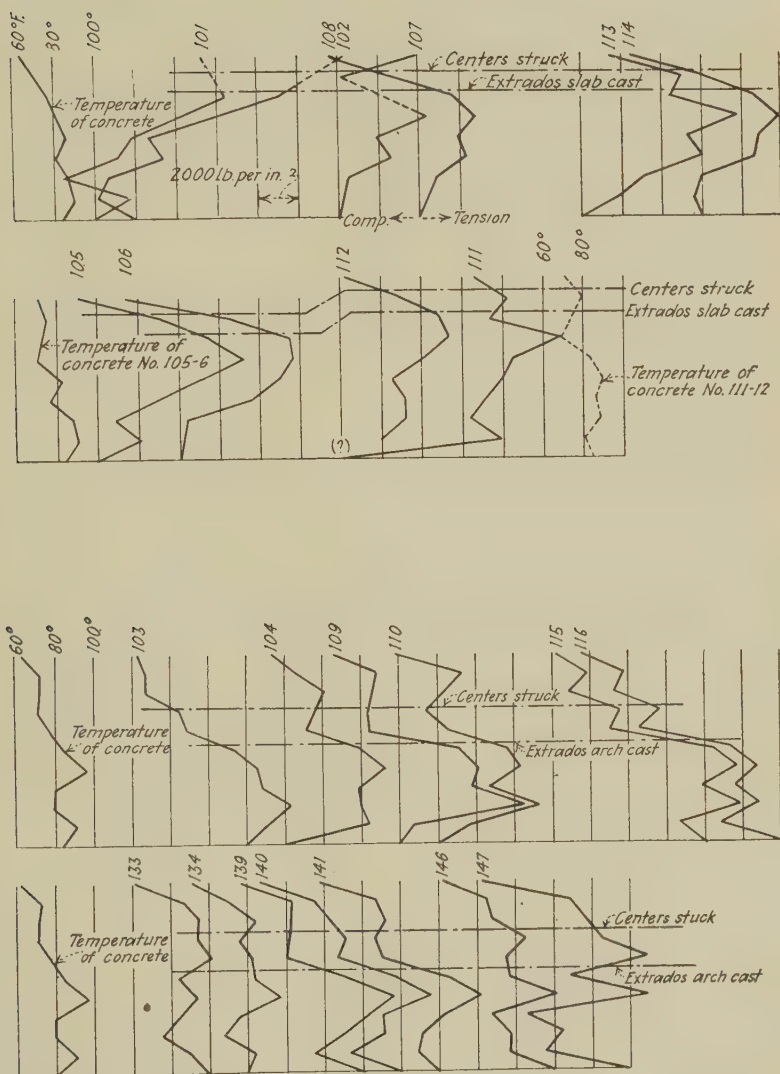 60°F. 80° 100° 101 108 102 107 113 114
Centers struck
Extrados slab cast
Temperature
of concrete
2000 lb. per in.²
Comp. Tension
105 106 112 111 60° 80°
Centers struck
Extrados slab cast
Temperature of
concrete No. 105-6
Temperature of
concrete No. 111-12
(?)
60° 80° 100° 103 104 109 110 115 116
Centers struck
Temperature
of concrete
Extrados arch cast
133 134 139 140 141 146 147
60° 80° 100°
Centers stuck
Temperature
of concrete
Extrados arch cast